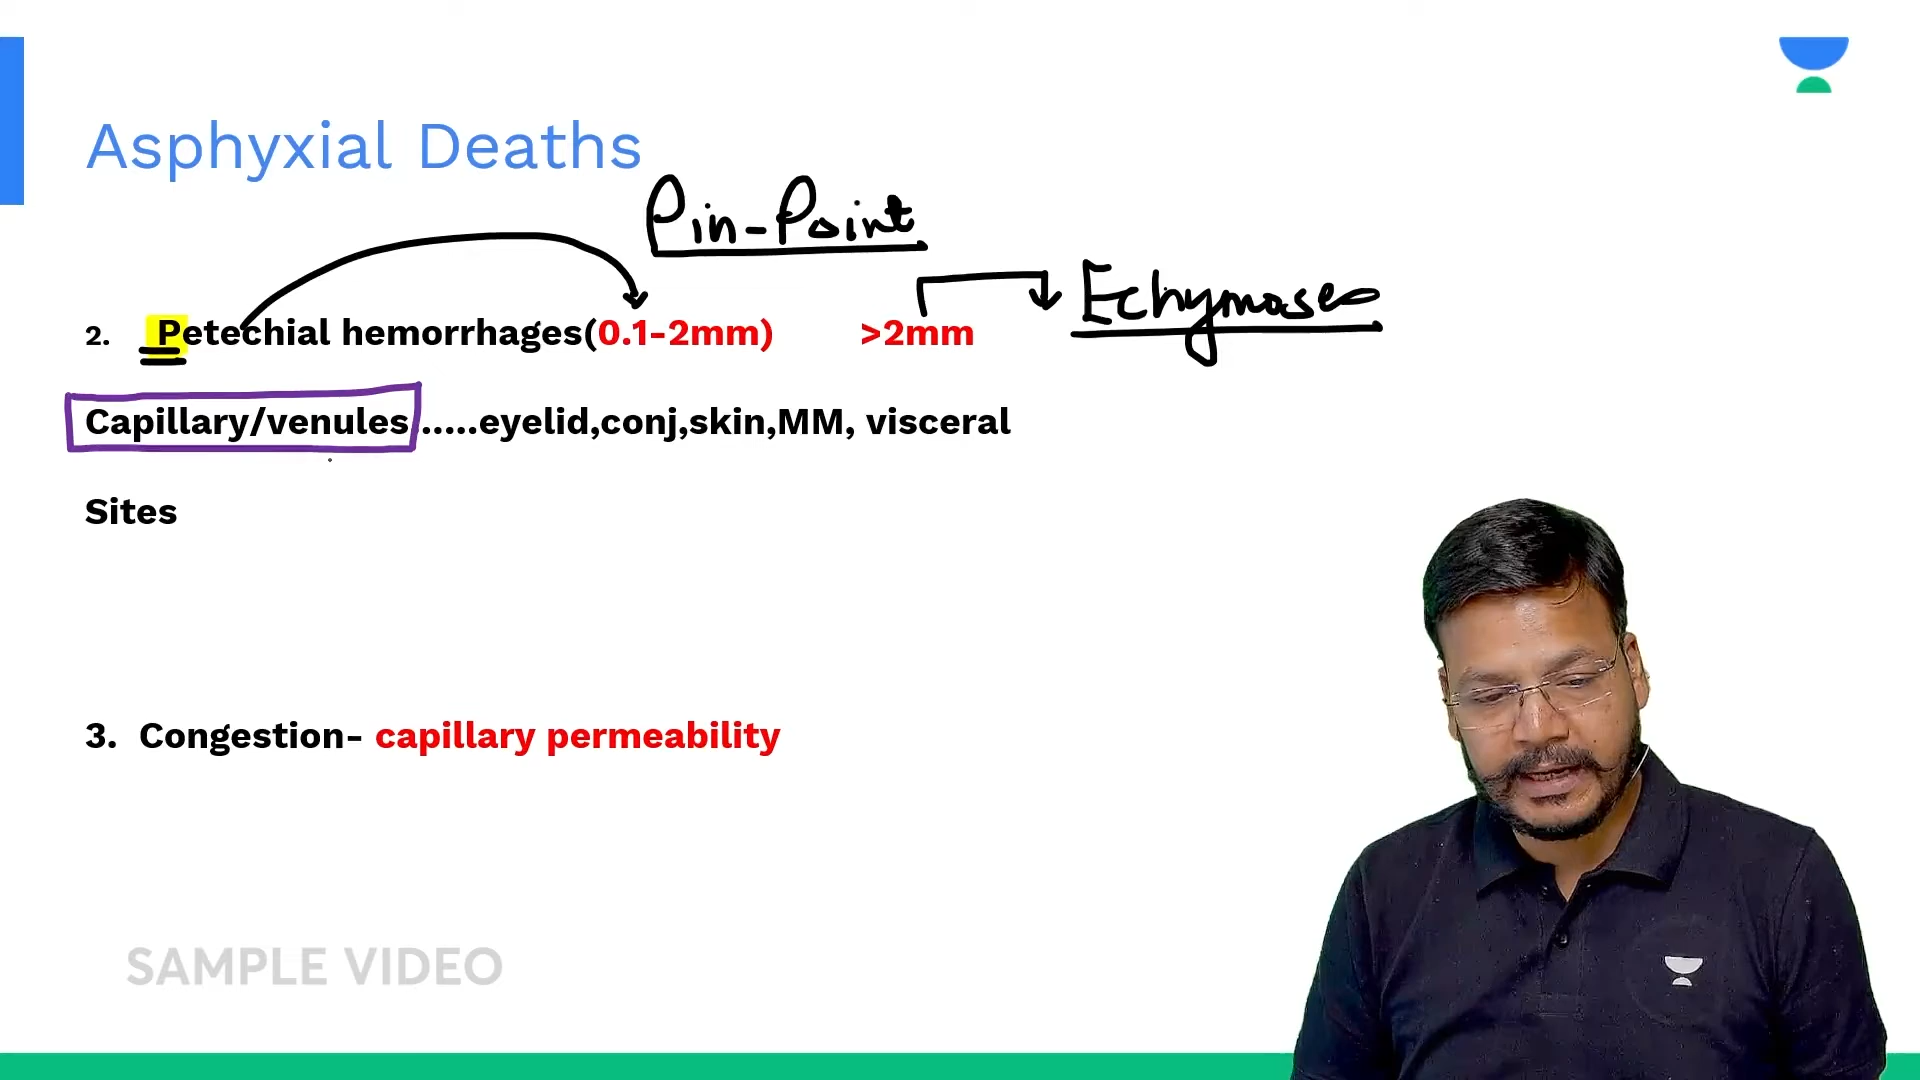 Asphyxial Deaths
Pin-Point
Echymoses
2. Petechial hemorrhages(0.1-2mm) >2mm
Capillary/venules.....eyelid,conj,skin,MM, visceral
Sites
3. Congestion- capillary permeability
SAMPLE VIDEO